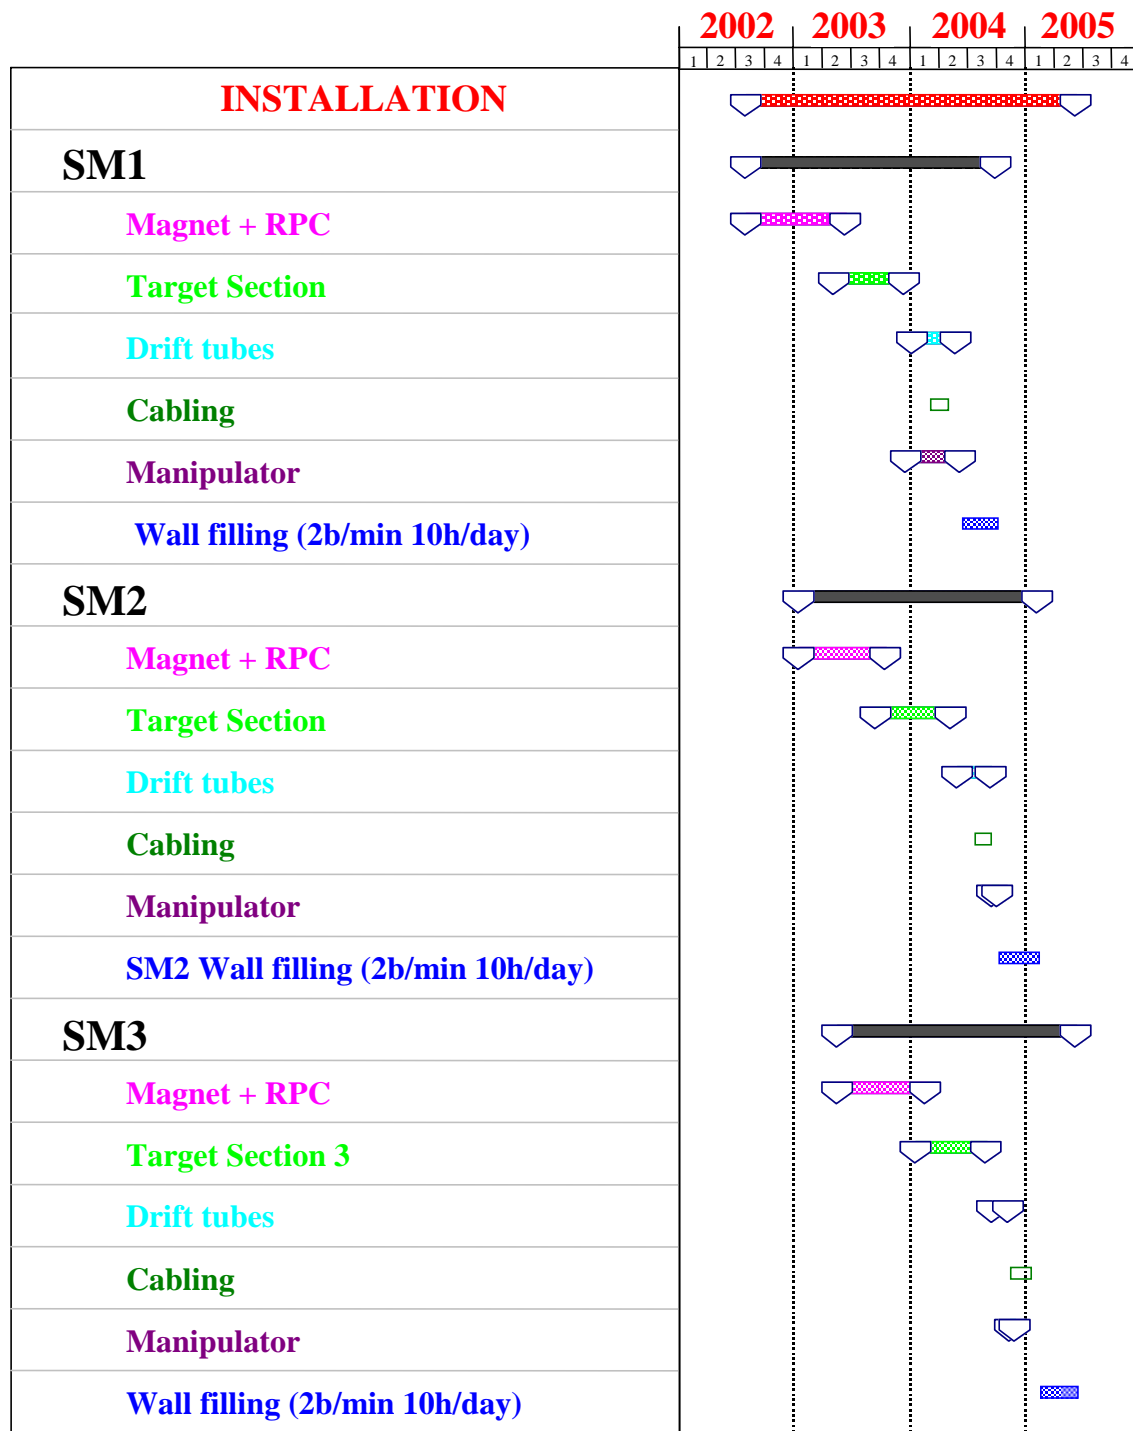 2002 2003 2004 2005
1 2 3 4 1 2 3 4 1 2 3 4 1 2 3 4
INSTALLATION
SM1
Magnet + RPC
Target Section
Drift tubes
Cabling
Manipulator
Wall filling (2b/min 10h/day)
SM2
Magnet + RPC
Target Section
Drift tubes
Cabling
Manipulator
SM2 Wall filling (2b/min 10h/day)
SM3
Magnet + RPC
Target Section 3
Drift tubes
Cabling
Manipulator
Wall filling (2b/min 10h/day)